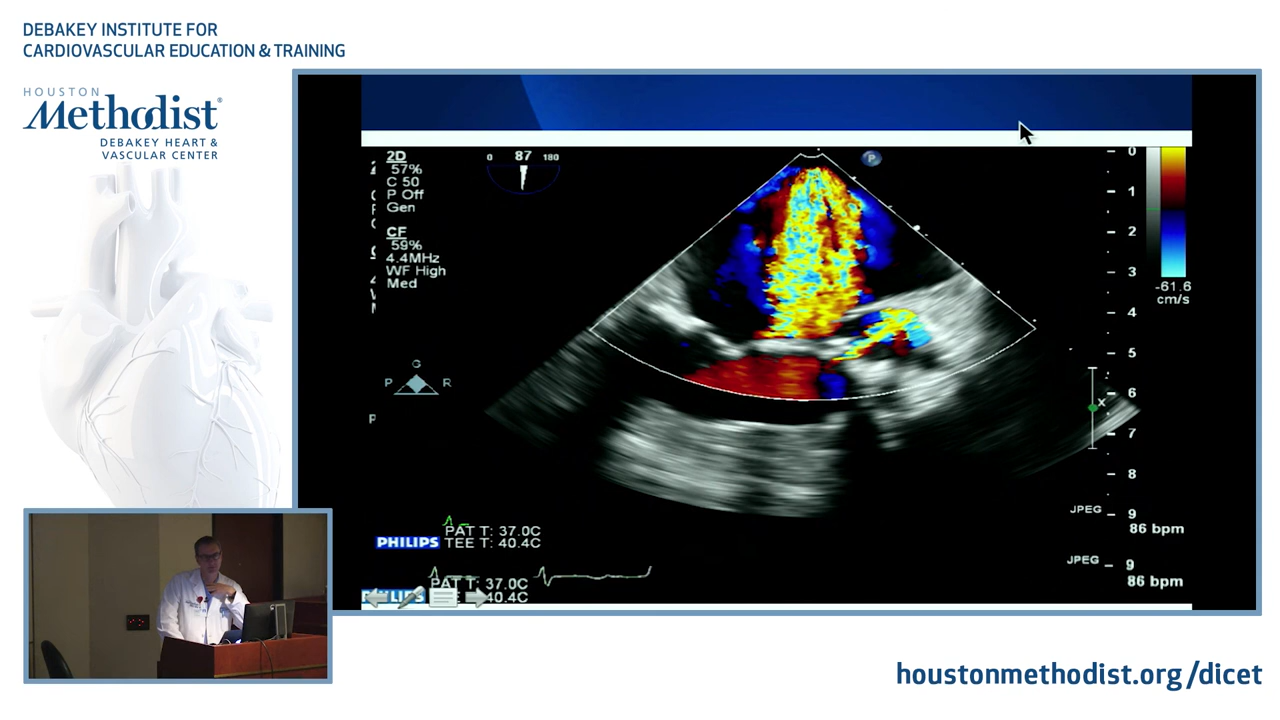 DEBAKEY INSTITUTE FOR
CARDIOVASCULAR EDUCATION & TRAINING
HOUSTON
Methodist®
DEBAKEY HEART &
VASCULAR CENTER
2D
57%
C 50
P Off
Gen
CF
59%
4.4MHz
WF High
Med
0 87 180
P
0
1
2
3
4
5
6
7
8
9
-61.6
cm/s
x
G
P R
JPEG
86 bpm
PAT T: 37.0C
PHILIPS TEE T: 40.4C
JPEG
9
86 bpm
PAT T: 37.0C
40.4C
houstonmethodist.org/dicet